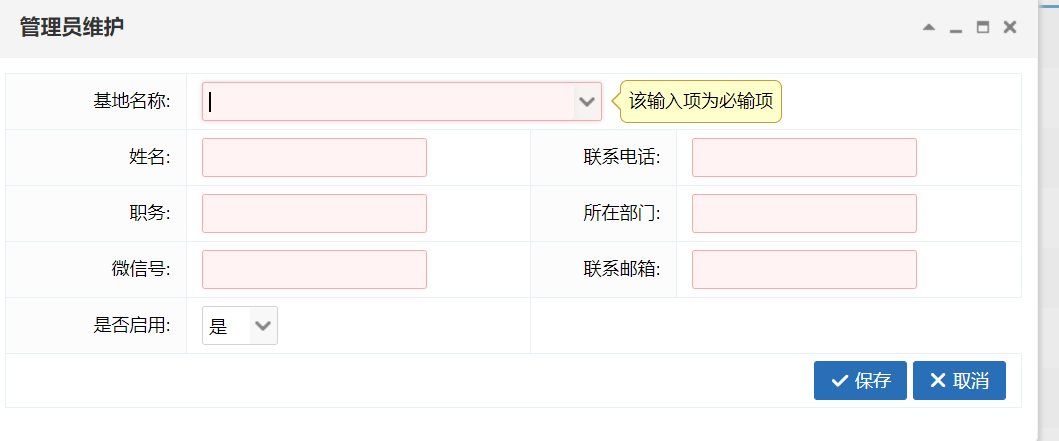 管理员维护
基地名称:
该输入项为必输项
姓名:
联系电话:
职务:
所在部门:
微信号:
联系邮箱:
是否启用:
是
保存
取消